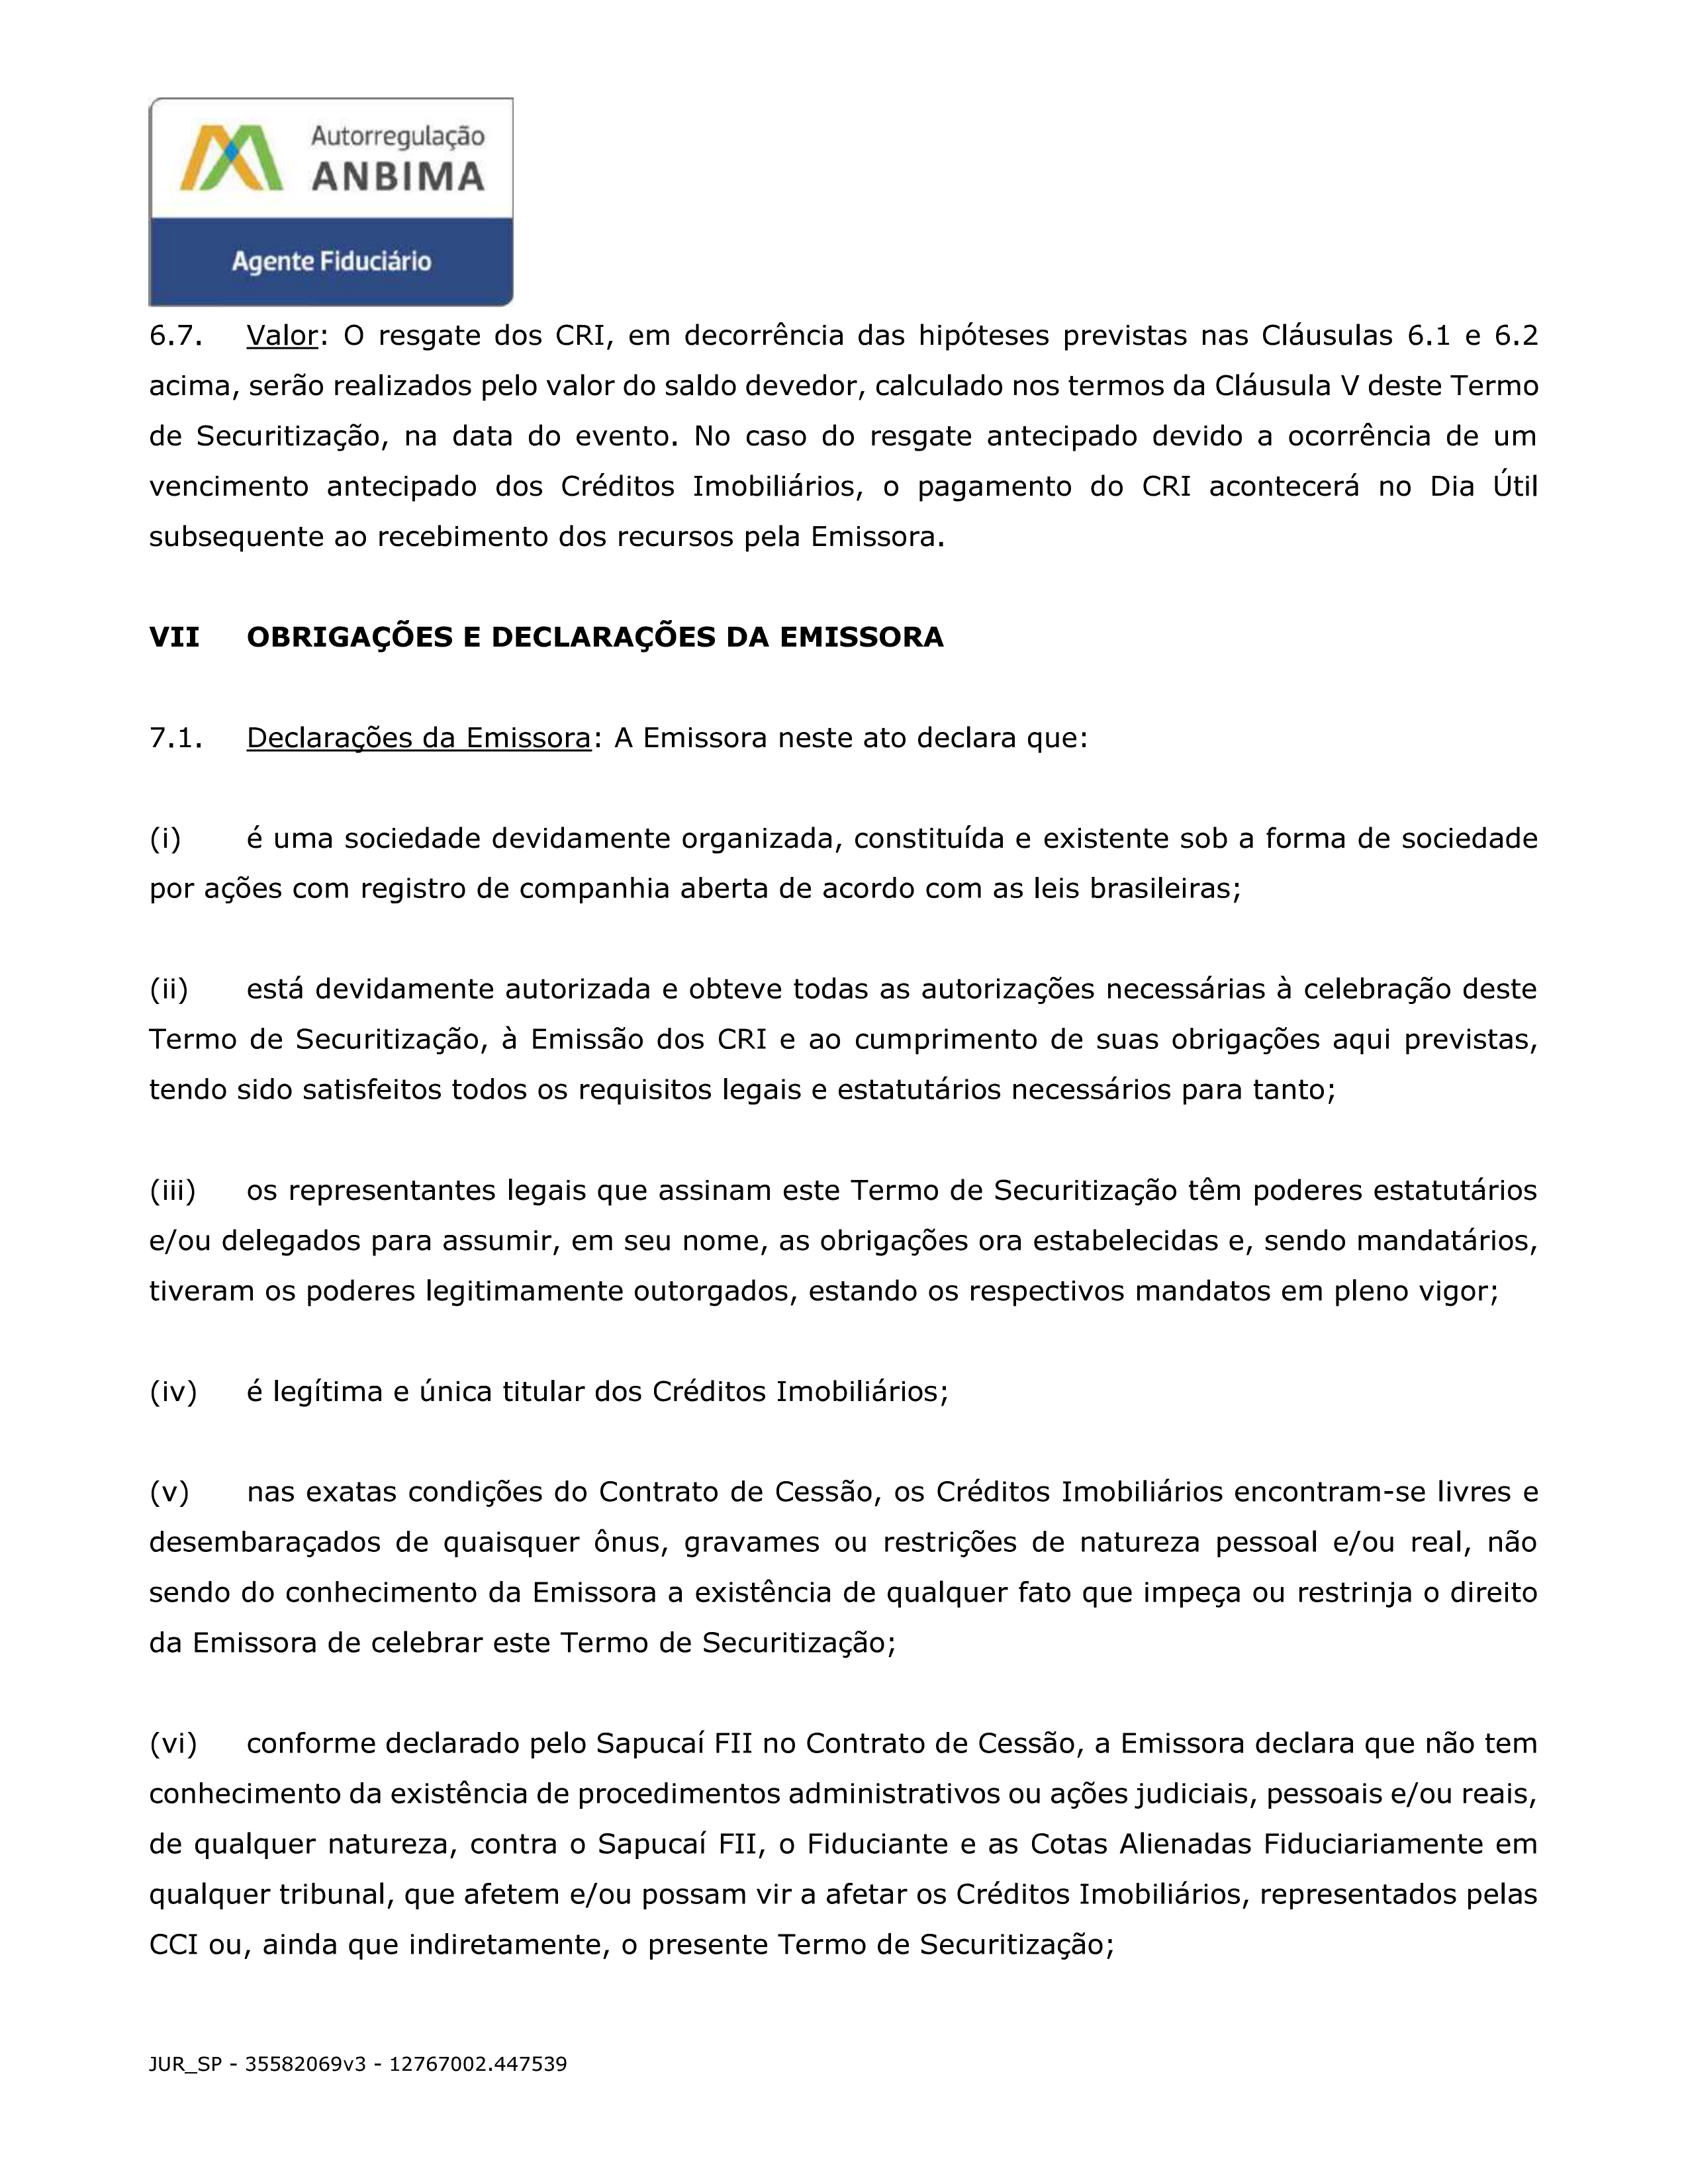 Autorregulação
ANBIMA
Agente Fiduciário
6.7. Valor: O resgate dos CRI, em decorrência das hipóteses previstas nas Cláusulas 6.1 e 6.2
acima, serão realizados pelo valor do saldo devedor, calculado nos termos da Cláusula V deste Termo
de Securitização, na data do evento. No caso do resgate antecipado devido a ocorrência de um
vencimento antecipado dos Créditos Imobiliários, o pagamento do CRI acontecerá no Dia Útil
subsequente ao recebimento dos recursos pela Emissora.
VII OBRIGAÇÕES E DECLARAÇÕES DA EMISSORA
7.1. Declarações da Emissora: A Emissora neste ato declara que:
(i) é uma sociedade devidamente organizada, constituída e existente sob a forma de sociedade
por ações com registro de companhia aberta de acordo com as leis brasileiras;
(ii) está devidamente autorizada e obteve todas as autorizações necessárias à celebração deste
Termo de Securitização, à Emissão dos CRI e ao cumprimento de suas obrigações aqui previstas,
tendo sido satisfeitos todos os requisitos legais e estatutários necessários para tanto;
(iii) os representantes legais que assinam este Termo de Securitização têm poderes estatutários
e/ou delegados para assumir, em seu nome, as obrigações ora estabelecidas e, sendo mandatários,
tiveram os poderes legitimamente outorgados, estando os respectivos mandatos em pleno vigor;
(iv) é legítima e única titular dos Créditos Imobiliários;
(v) nas exatas condições do Contrato de Cessão, os Créditos Imobiliários encontram-se livres e
desembaraçados de quaisquer ônus, gravames ou restrições de natureza pessoal e/ou real, não
sendo do conhecimento da Emissora a existência de qualquer fato que impeça ou restrinja o direito
da Emissora de celebrar este Termo de Securitização;
(vi) conforme declarado pelo Sapucaí FII no Contrato de Cessão, a Emissora declara que não tem
conhecimento da existência de procedimentos administrativos ou ações judiciais, pessoais e/ou reais,
de qualquer natureza, contra o Sapucaí FII, o Fiduciante e as Cotas Alienadas Fiduciariamente em
qualquer tribunal, que afetem e/ou possam vir a afetar os Créditos Imobiliários, representados pelas
CCI ou, ainda que indiretamente, o presente Termo de Securitização;
JUR_SP - 35582069v3 - 12767002.447539